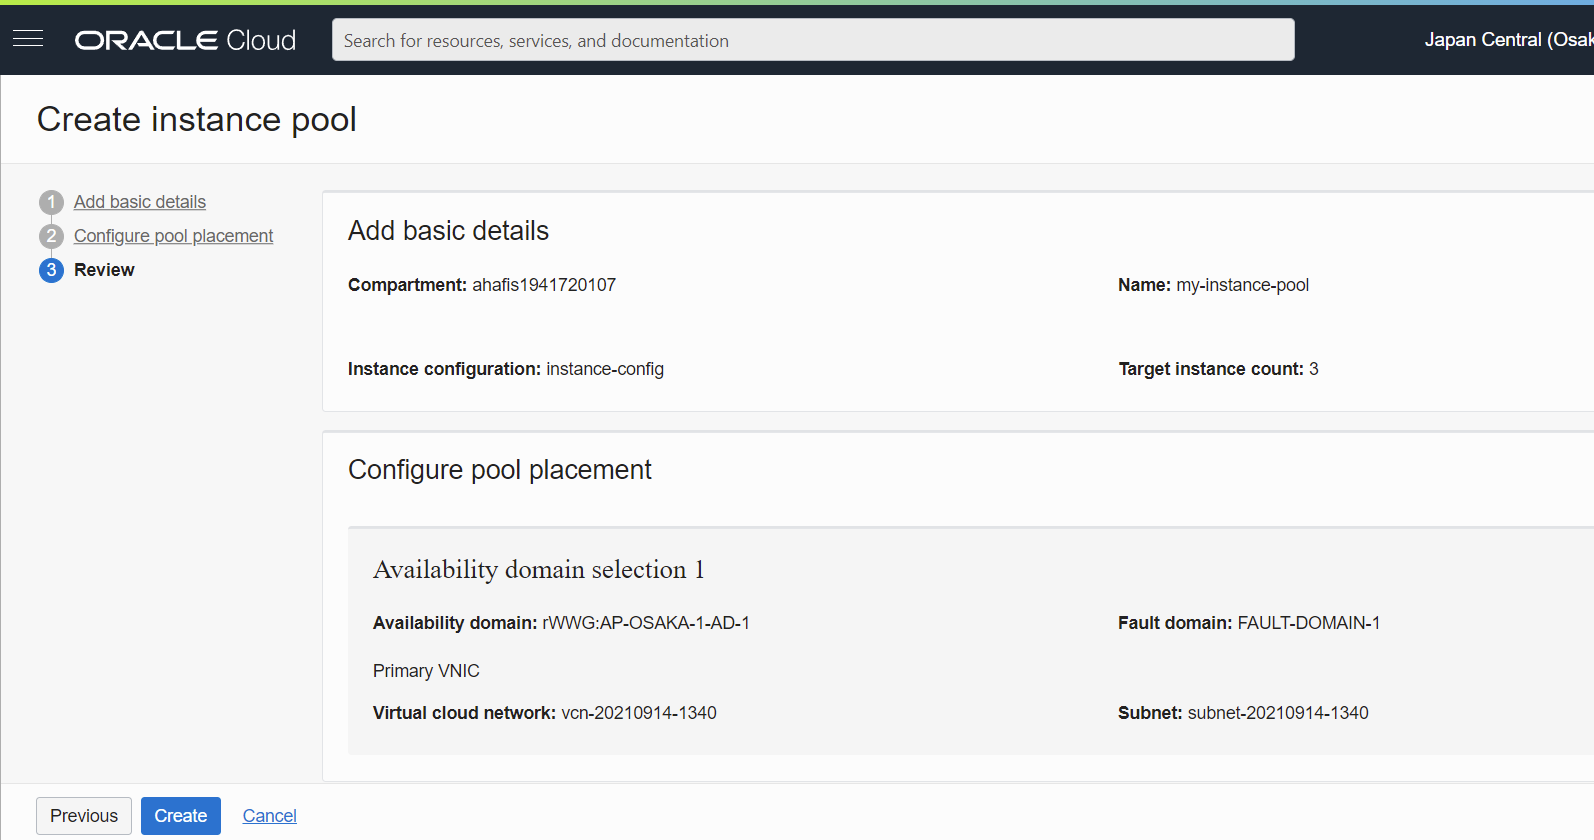 ORACLE Cloud
Search for resources, services, and documentation
Japan Central (Osak
Create instance pool
1 Add basic details
2 Configure pool placement
3 Review
Add basic details
Compartment: ahafis1941720107
Name: my-instance-pool
Instance configuration: instance-config
Target instance count: 3
Configure pool placement
Availability domain selection 1
Availability domain: rWWG:AP-OSAKA-1-AD-1
Fault domain: FAULT-DOMAIN-1
Primary VNIC
Virtual cloud network: vcn-20210914-1340
Subnet: subnet-20210914-1340
Previous
Create
Cancel